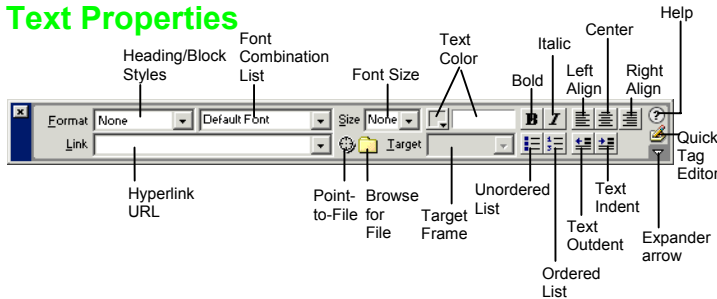 Text Properties
Help
Heading/Block
Styles
Font
Combination
List
Font Size
Text
Color
Bold
Italic
Left
Align
Center
Right
Align
Format None Default Font Size None B I ?
Link Target
Quick
Tag
Editor
Hyperlink
URL
Point-
to-File
Browse
for
File
Target
Frame
Unordered
List
Ordered
List
Text
Outdent
Text
Indent
Expander
arrow